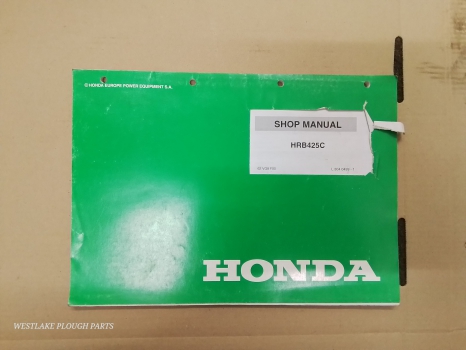 © HONDA EUROPE POWER EQUIPMENT S.A.
SHOP MANUAL
HRB425C
HONDA
WESTLAKE PLOUGH PARTS